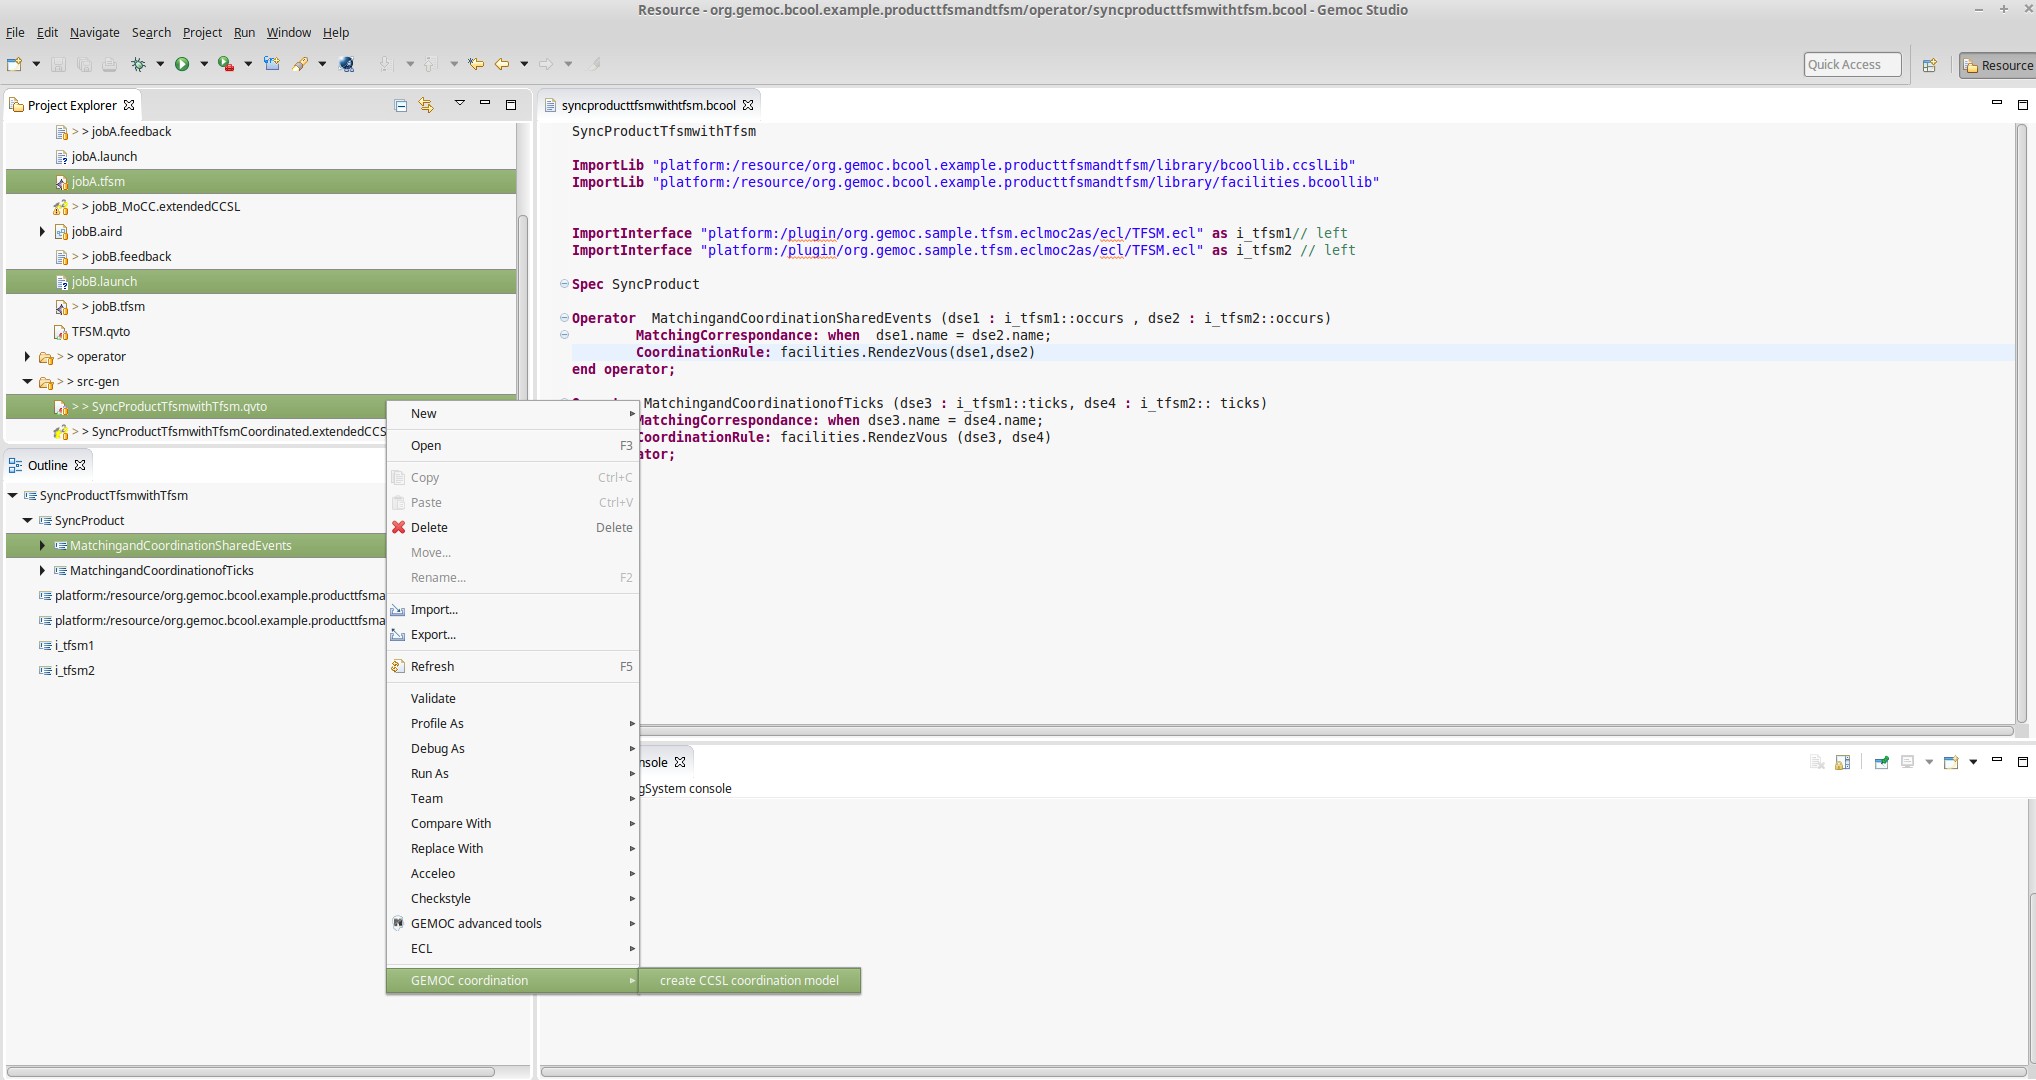 Resource - org.gemoc.bcool.example.producttfsmandtfsm/operator/syncproducttfsmwithtfsm.bcool - Gemoc Studio
File Edit Navigate Search Project Run Window Help
Quick Access
Resource
Project Explorer
> > jobA.feedback
jobA.launch
jobA.tfsm
> > jobB_MoCC.extendedCCSL
jobB.aird
> > jobB.feedback
jobB.launch
> > jobB.tfsm
TFSM.qvto
> > operator
> > src-gen
> > SyncProductTfsmwithTfsm.qvto
> > SyncProductTfsmwithTfsmCoordinated.extendedCCS
Outline
SyncProductTfsmwithTfsm
SyncProduct
MatchingandCoordinationSharedEvents
MatchingandCoordinationofTicks
platform:/resource/org.gemoc.bcool.example.producttfsma
platform:/resource/org.gemoc.bcool.example.producttfsma
i_tfsm1
i_tfsm2
New
Open F3
Copy Ctrl+C
Paste Ctrl+V
Delete Delete
Move...
Rename... F2
Import...
Export...
Refresh F5
Validate
Profile As
Debug As
Run As
Team
Compare With
Replace With
Acceleo
Checkstyle
GEMOC advanced tools
ECL
GEMOC coordination
create CCSL coordination model
syncproducttfsmwithtfsm.bcool
SyncProductTfsmwithTfsm
ImportLib "platform:/resource/org.gemoc.bcool.example.producttfsmandtfsm/library/bcoollib.ccslLib"
ImportLib "platform:/resource/org.gemoc.bcool.example.producttfsmandtfsm/library/facilities.bcoollib"
ImportInterface "platform:/plugin/org.gemoc.sample.tfsm.eclmoc2as/ecl/TFSM.ecl" as i_tfsm1// left
ImportInterface "platform:/plugin/org.gemoc.sample.tfsm.eclmoc2as/ecl/TFSM.ecl" as i_tfsm2 // left
Spec SyncProduct
Operator MatchingandCoordinationSharedEvents (dse1 : i_tfsm1::occurs , dse2 : i_tfsm2::occurs)
MatchingCorrespondance: when dse1.name = dse2.name;
CoordinationRule: facilities.RendezVous(dse1,dse2)
end operator;
MatchingandCoordinationofTicks (dse3 : i_tfsm1::ticks, dse4 : i_tfsm2:: ticks)
MatchingCorrespondance: when dse3.name = dse4.name;
oordinationRule: facilities.RendezVous (dse3, dse4)
ator;
nsole
gSystem console